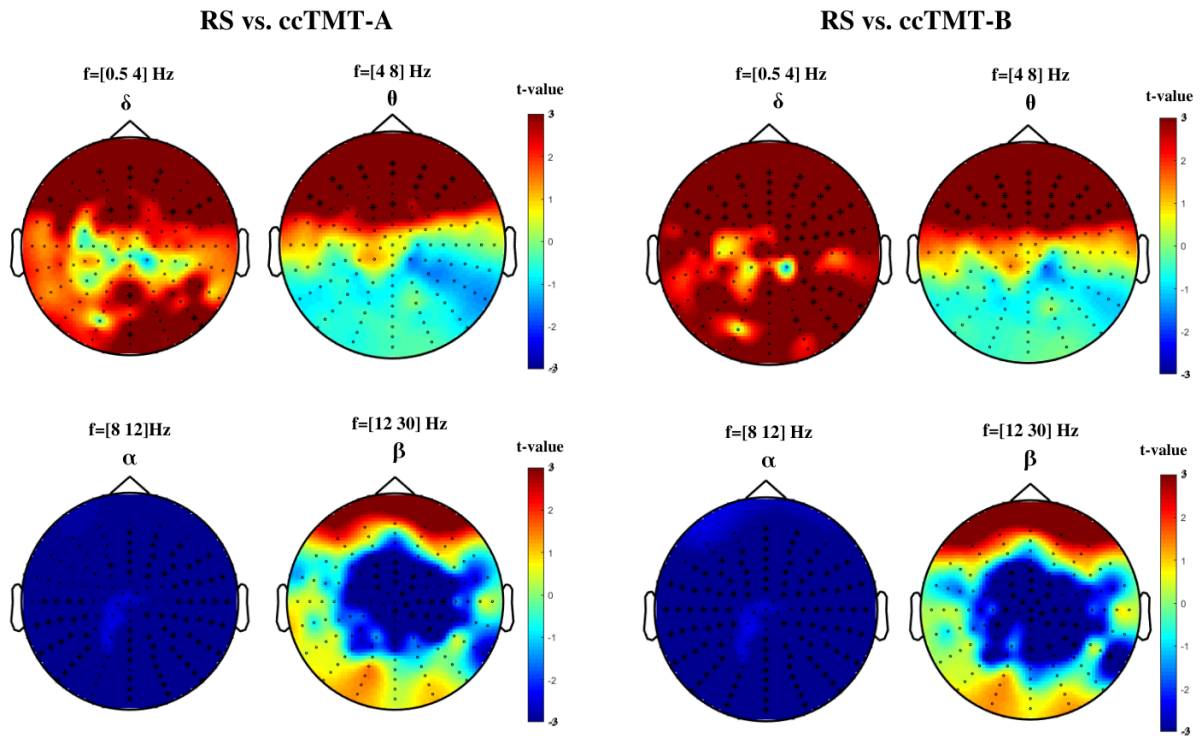 RS vs. ccTMT-A
RS vs. ccTMT-B
f=[0.5 4] Hz
δ
f=[4 8] Hz
θ
t-value
3
2
1
0
-1
-2
-3
f=[0.5 4] Hz
δ
f=[4 8] Hz
θ
t-value
3
2
1
0
-1
-2
-3
f=[8 12]Hz
α
f=[12 30] Hz
β
t-value
3
2
1
0
-1
-2
-3
f=[8 12] Hz
α
f=[12 30] Hz
β
t-value
3
2
1
0
-1
-2
-3